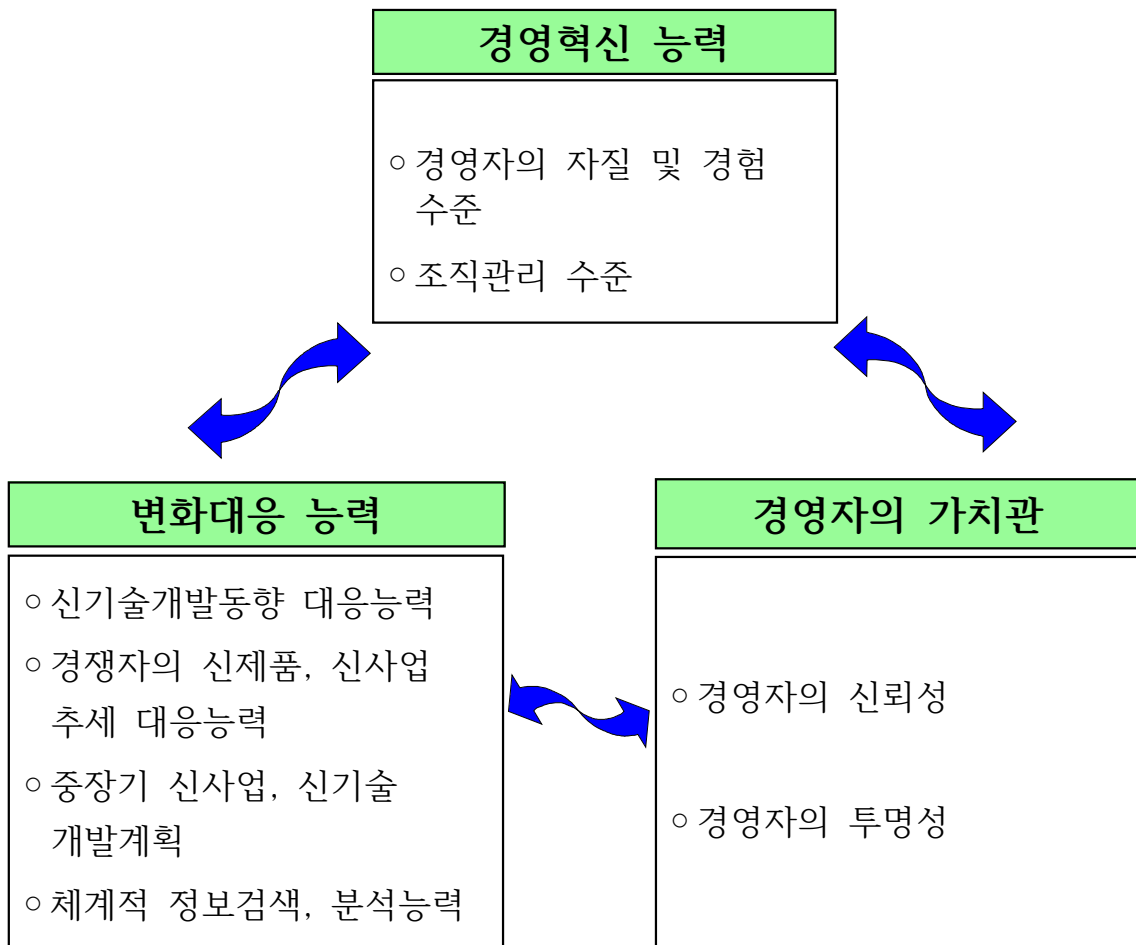 경영혁신 능력
○ 경영자의 자질 및 경험
수준
○ 조직관리 수준
변화대응 능력
○ 신기술개발동향 대응능력
○ 경쟁자의 신제품, 신사업
추세 대응능력
○ 중장기 신사업, 신기술
개발계획
○ 체계적 정보검색, 분석능력
경영자의 가치관
○ 경영자의 신뢰성
○ 경영자의 투명성